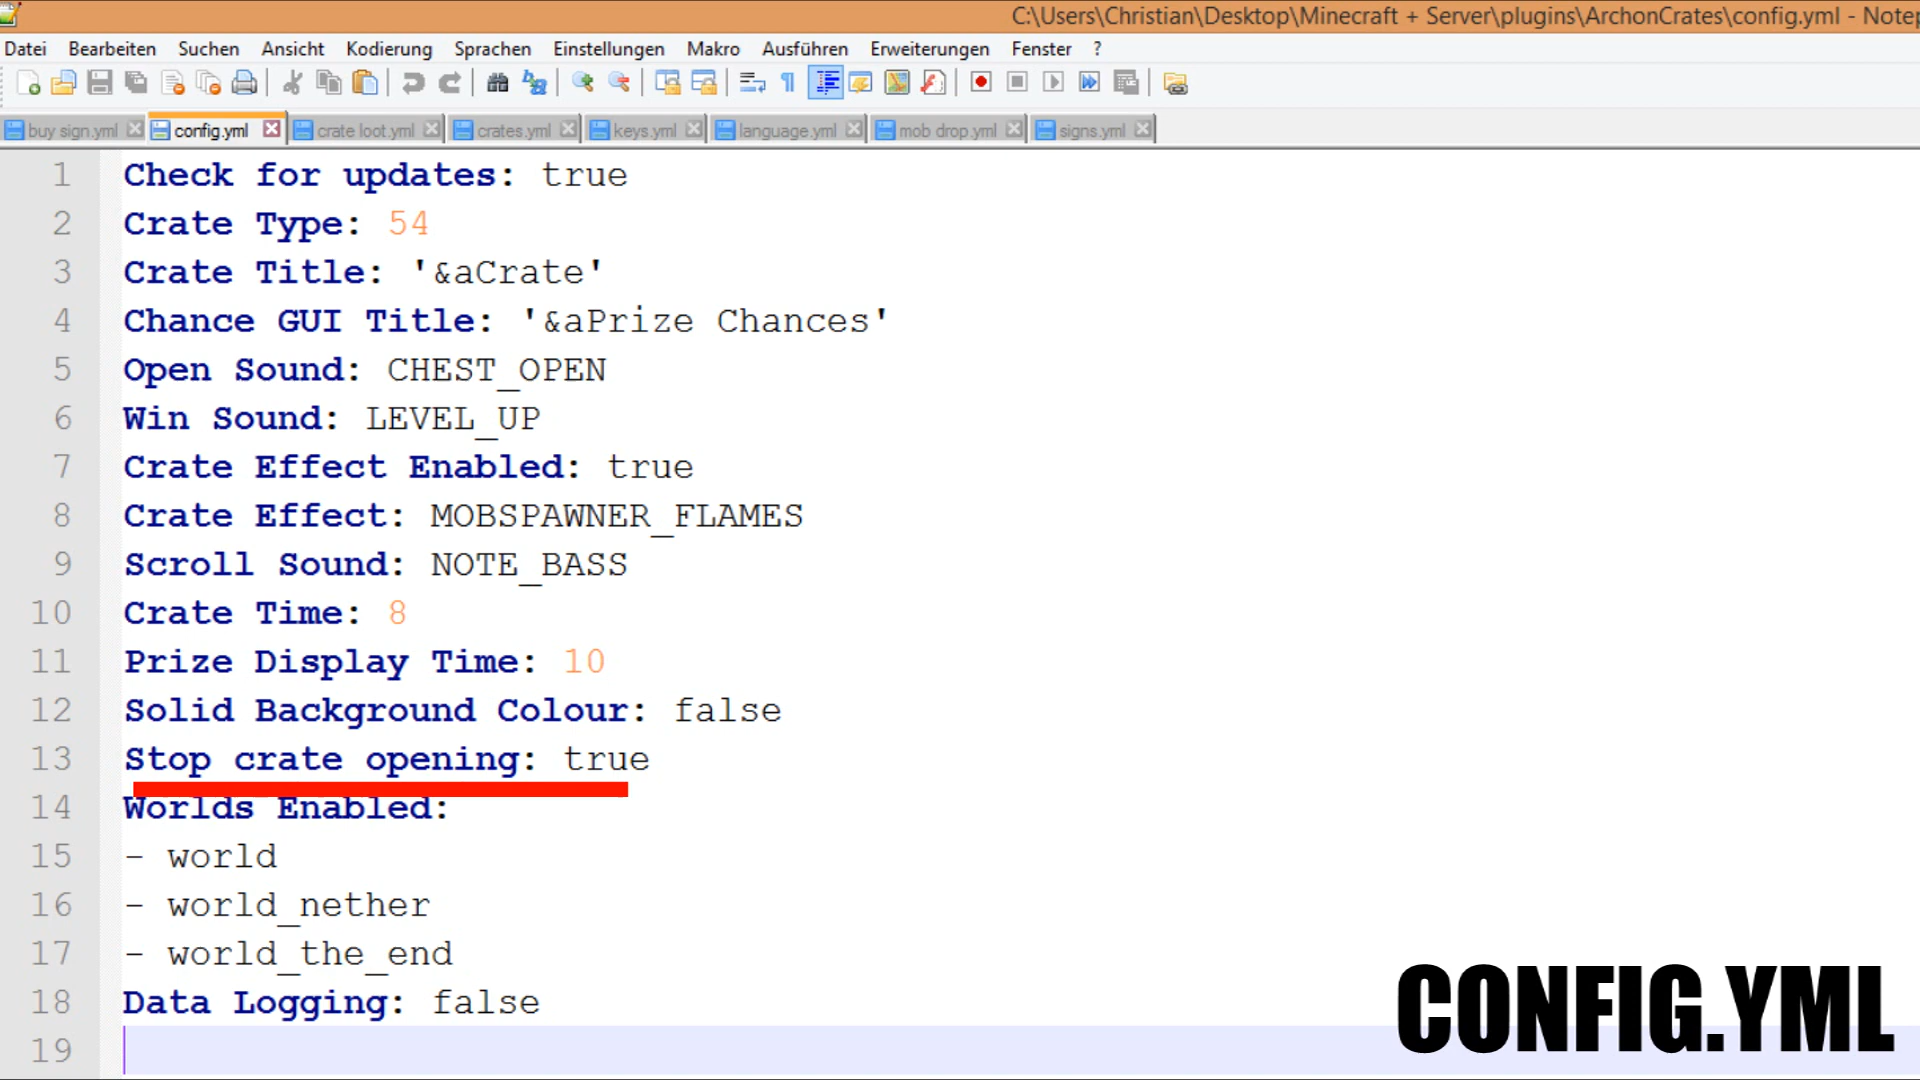 C:\Users\Christian\Desktop\Minecraft + Server\plugins\ArchonCrates\config.yml - Notep
Datei Bearbeiten Suchen Ansicht Kodierung Sprachen Einstellungen Makro Ausführen Erweiterungen Fenster ?
buy sign.yml config.yml crate loot.yml crates.yml keys.yml language.yml mob drop.yml signs.yml
1 Check for updates: true
2 Crate Type: 54
3 Crate Title: '&aCrate'
4 Chance GUI Title: '&aPrize Chances'
5 Open Sound: CHEST_OPEN
6 Win Sound: LEVEL_UP
7 Crate Effect Enabled: true
8 Crate Effect: MOBSPAWNER_FLAMES
9 Scroll Sound: NOTE_BASS
10 Crate Time: 8
11 Prize Display Time: 10
12 Solid Background Colour: false
13 Stop crate opening: true
14 Worlds Enabled:
15 - world
16 - world_nether
17 - world_the_end
18 Data Logging: false
19
CONFIG.YML